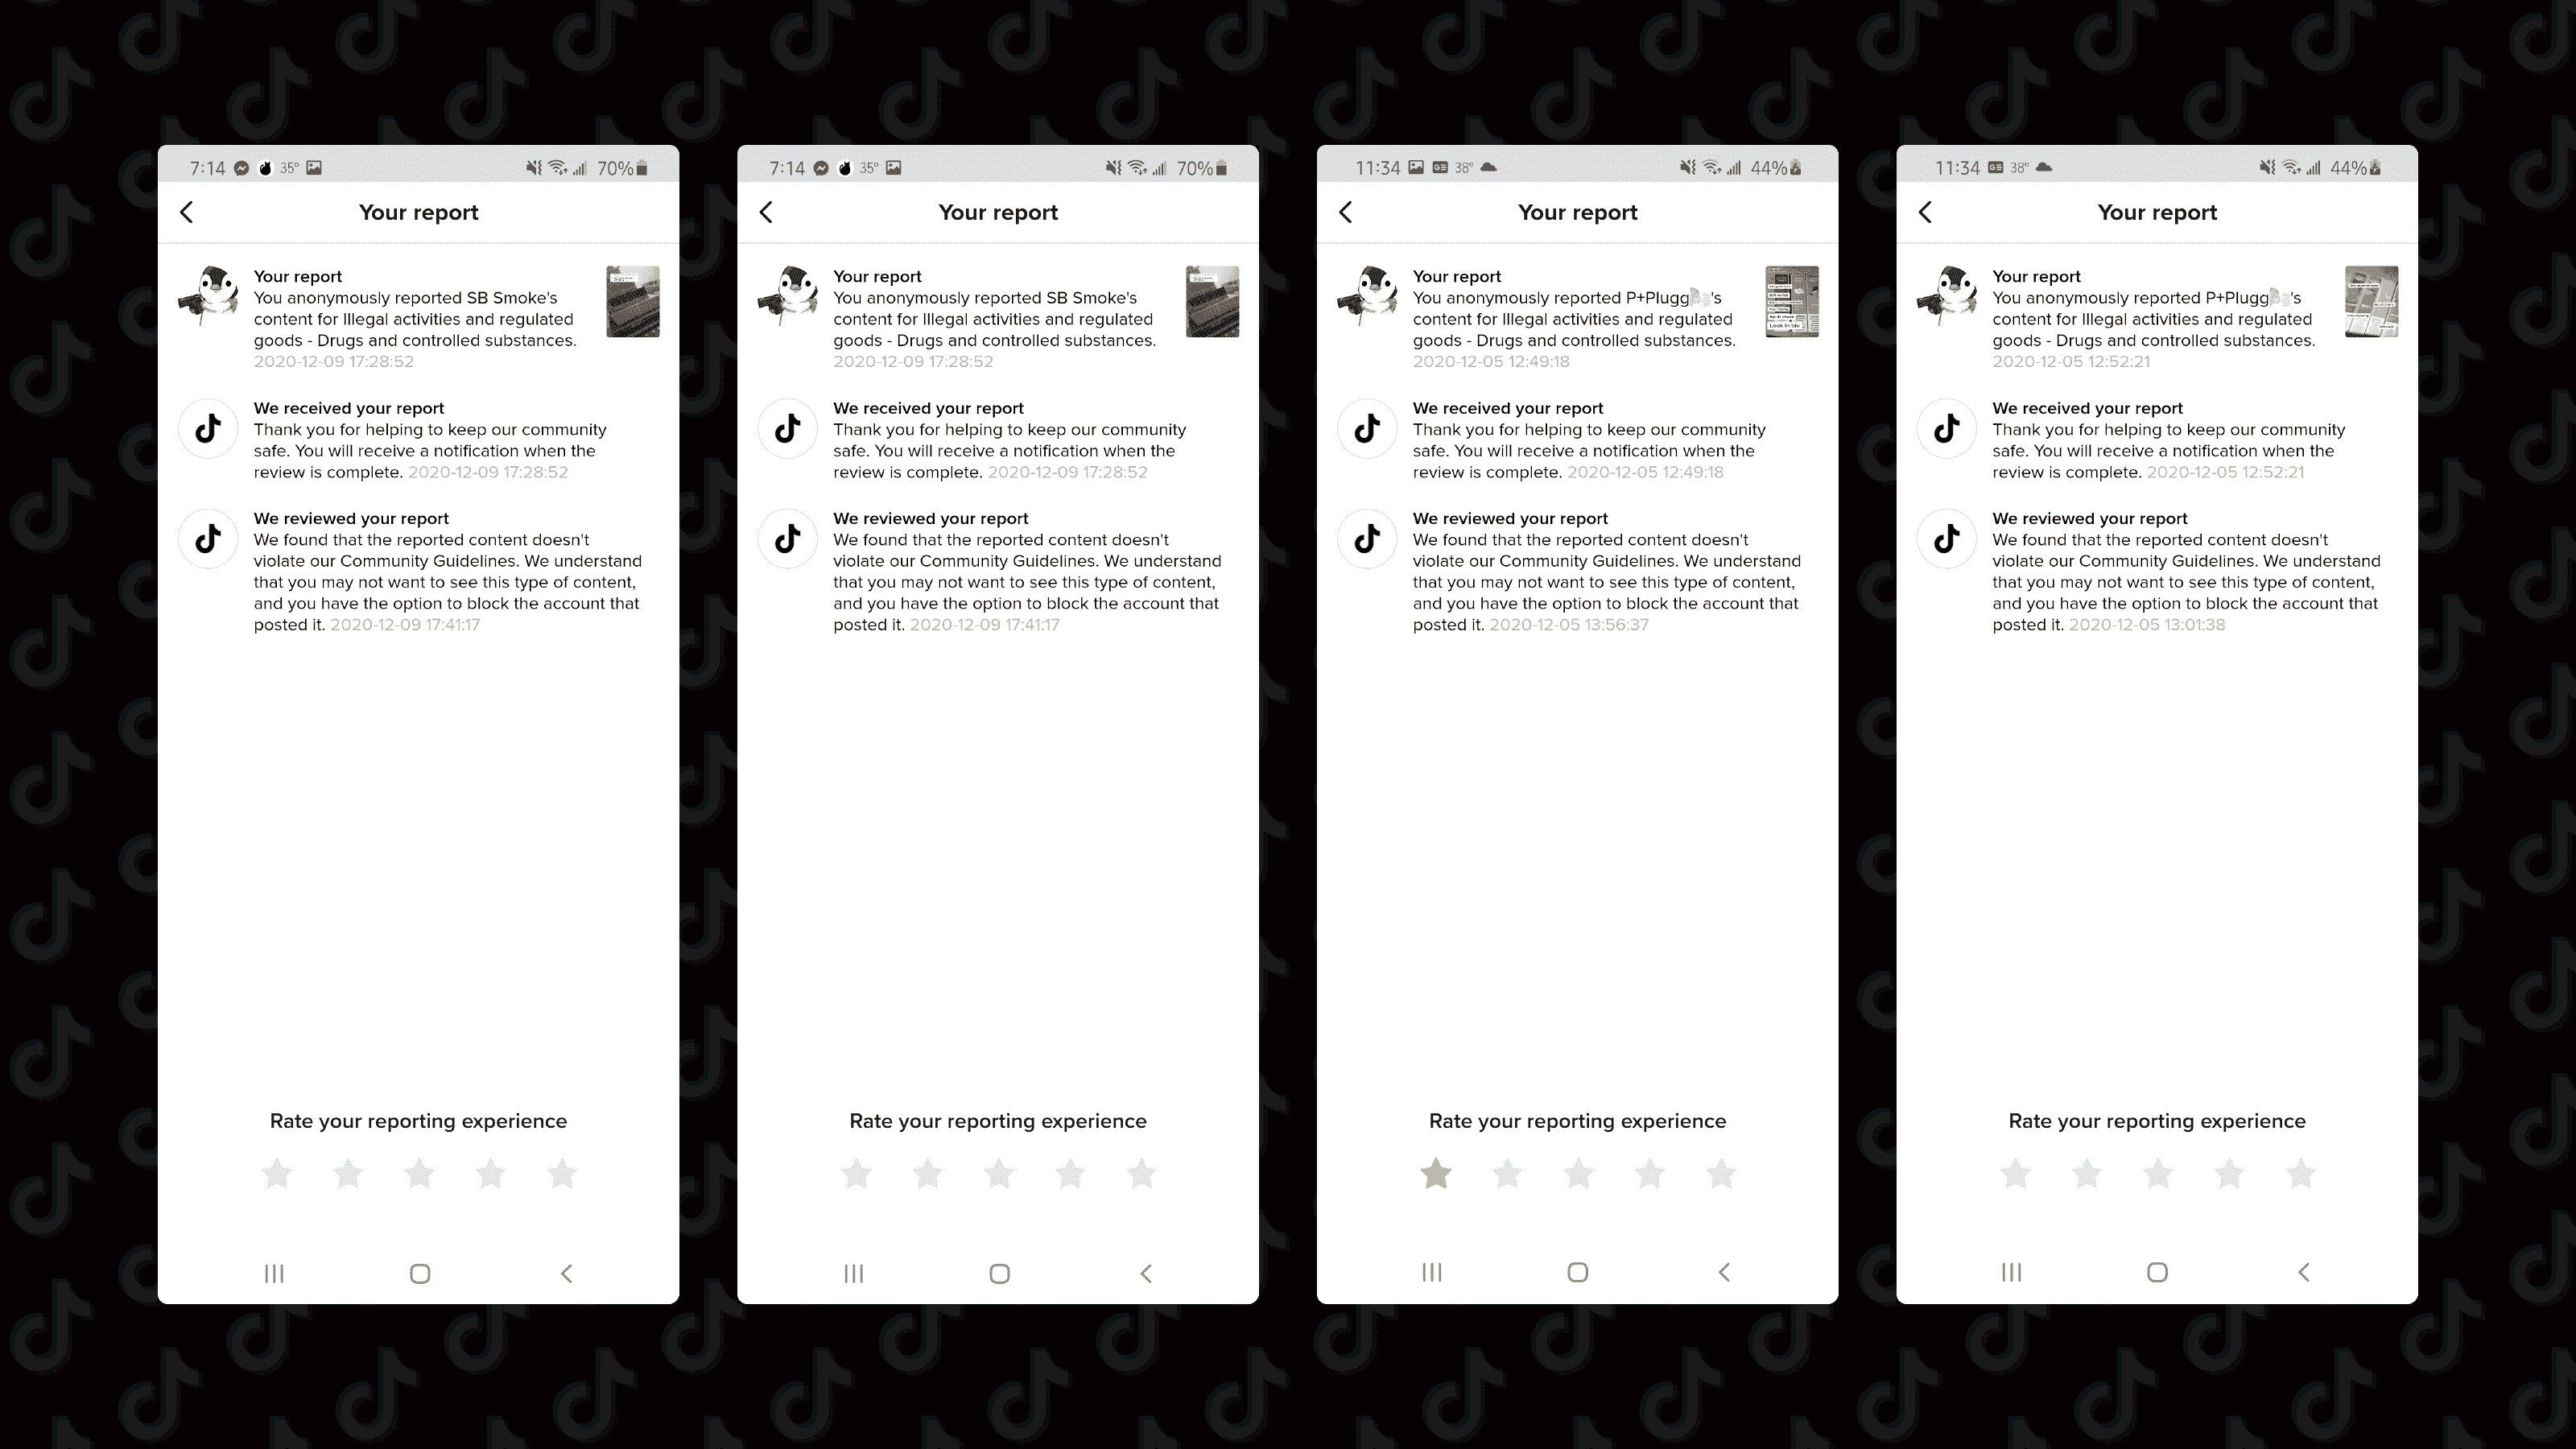 7:14 35° 70%
Your report
Your report
You anonymously reported SB Smoke's
content for Illegal activities and regulated
goods - Drugs and controlled substances.
2020-12-09 17:28:52
We received your report
Thank you for helping to keep our community
safe. You will receive a notification when the
review is complete. 2020-12-09 17:28:52
We reviewed your report
We found that the reported content doesn't
violate our Community Guidelines. We understand
that you may not want to see this type of content,
and you have the option to block the account that
posted it. 2020-12-09 17:41:17
Rate your reporting experience
7:14 35° 70%
Your report
Your report
You anonymously reported SB Smoke's
content for Illegal activities and regulated
goods - Drugs and controlled substances.
2020-12-09 17:28:52
We received your report
Thank you for helping to keep our community
safe. You will receive a notification when the
review is complete. 2020-12-09 17:28:52
We reviewed your report
We found that the reported content doesn't
violate our Community Guidelines. We understand
that you may not want to see this type of content,
and you have the option to block the account that
posted it. 2020-12-09 17:41:17
Rate your reporting experience
11:34 GE 38° 44%
Your report
Your report
You anonymously reported P+Plugg🌬️'s
content for Illegal activities and regulated
goods - Drugs and controlled substances.
2020-12-05 12:49:18
Look in bio
We received your report
Thank you for helping to keep our community
safe. You will receive a notification when the
review is complete. 2020-12-05 12:49:18
We reviewed your report
We found that the reported content doesn't
violate our Community Guidelines. We understand
that you may not want to see this type of content,
and you have the option to block the account that
posted it. 2020-12-05 13:56:37
Rate your reporting experience
11:34 GE 38° 44%
Your report
Your report
You anonymously reported P+Plugg🌬️'s
content for Illegal activities and regulated
goods - Drugs and controlled substances.
2020-12-05 12:52:21
We received your report
Thank you for helping to keep our community
safe. You will receive a notification when the
review is complete. 2020-12-05 12:52:21
We reviewed your report
We found that the reported content doesn't
violate our Community Guidelines. We understand
that you may not want to see this type of content,
and you have the option to block the account that
posted it. 2020-12-05 13:01:38
Rate your reporting experience